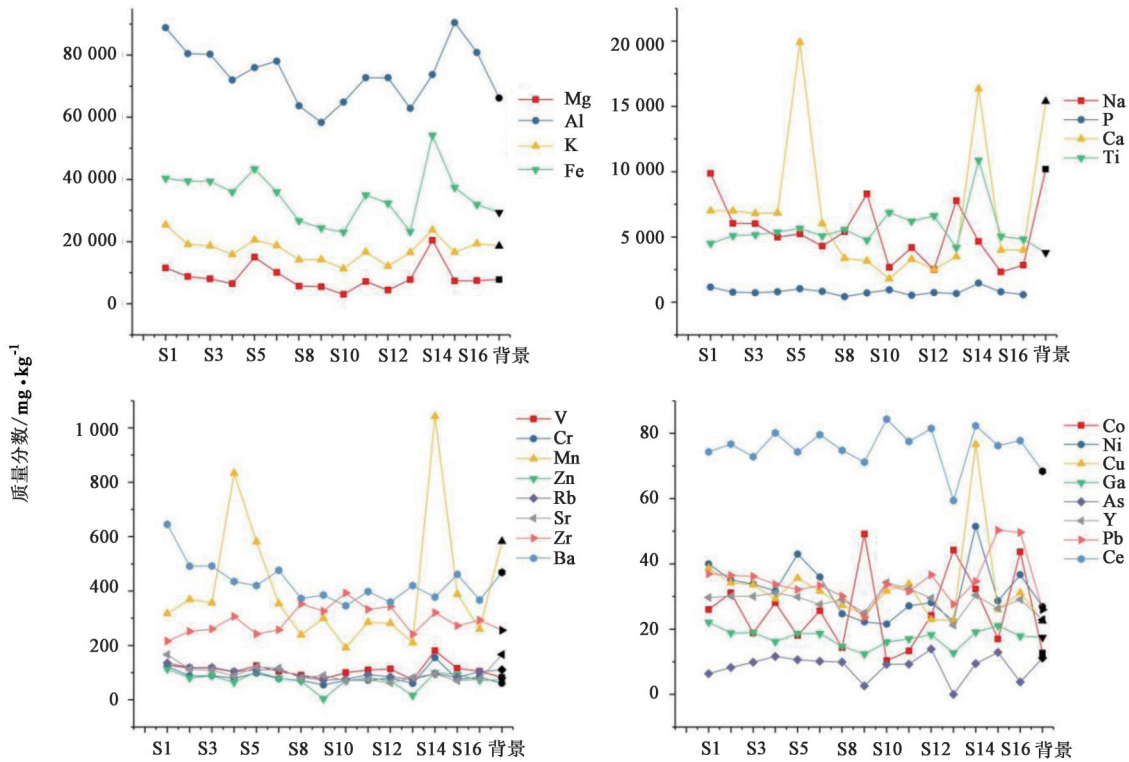 80 000
60 000
40 000
20 000
0
S1 S3 S5 S8 S10 S12 S14 S16 背景
Mg
Al
K
Fe
20 000
15 000
10 000
5 000
0
S1 S3 S5 S8 S10 S12 S14 S16 背景
Na
P
Ca
Ti
质量分数/mg•kg⁻¹
1 000
800
600
400
200
0
S1 S3 S5 S8 S10 S12 S14 S16 背景
V
Cr
Mn
Zn
Rb
Sr
Zr
Ba
80
60
40
20
0
S1 S3 S5 S8 S10 S12 S14 S16 背景
Co
Ni
Cu
Ga
As
Y
Pb
Ce